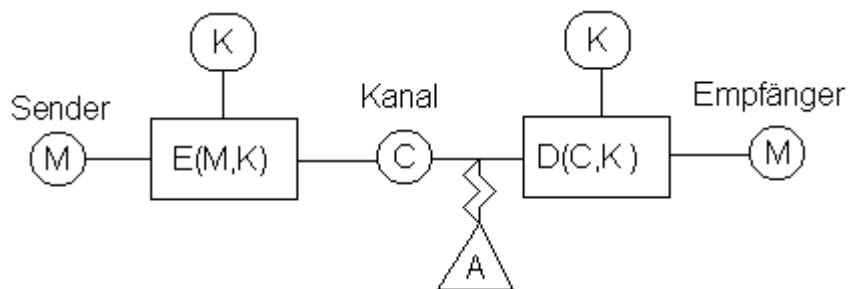 K
K
Sender
Kanal
Empfänger
M
E(M,K)
C
D(C,K )
M
A